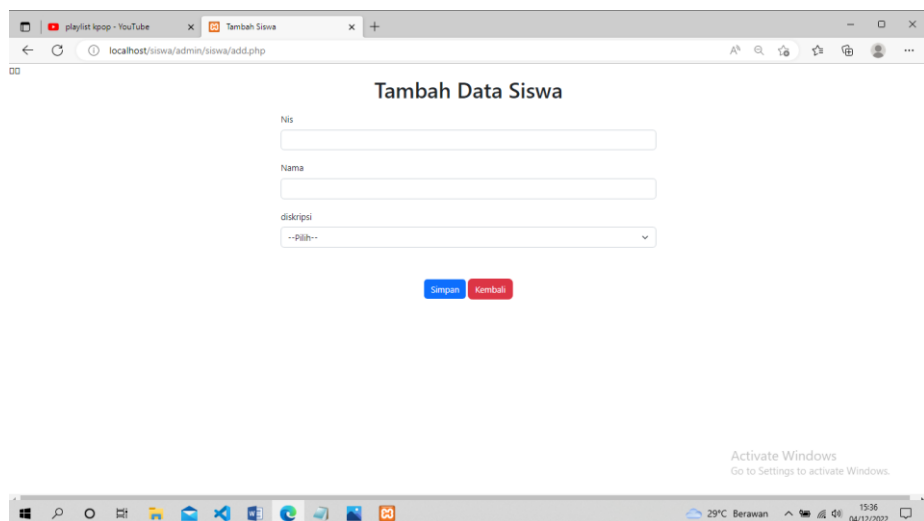 playlist kpop - YouTube
Tambah Siswa
localhost/siswa/admin/siswa/add.php
Tambah Data Siswa
Nis
Nama
diskripsi
--Pilih--
Simpan Kembali
Activate Windows
Go to Settings to activate Windows.
29°C Berawan
15:36
04/12/2022